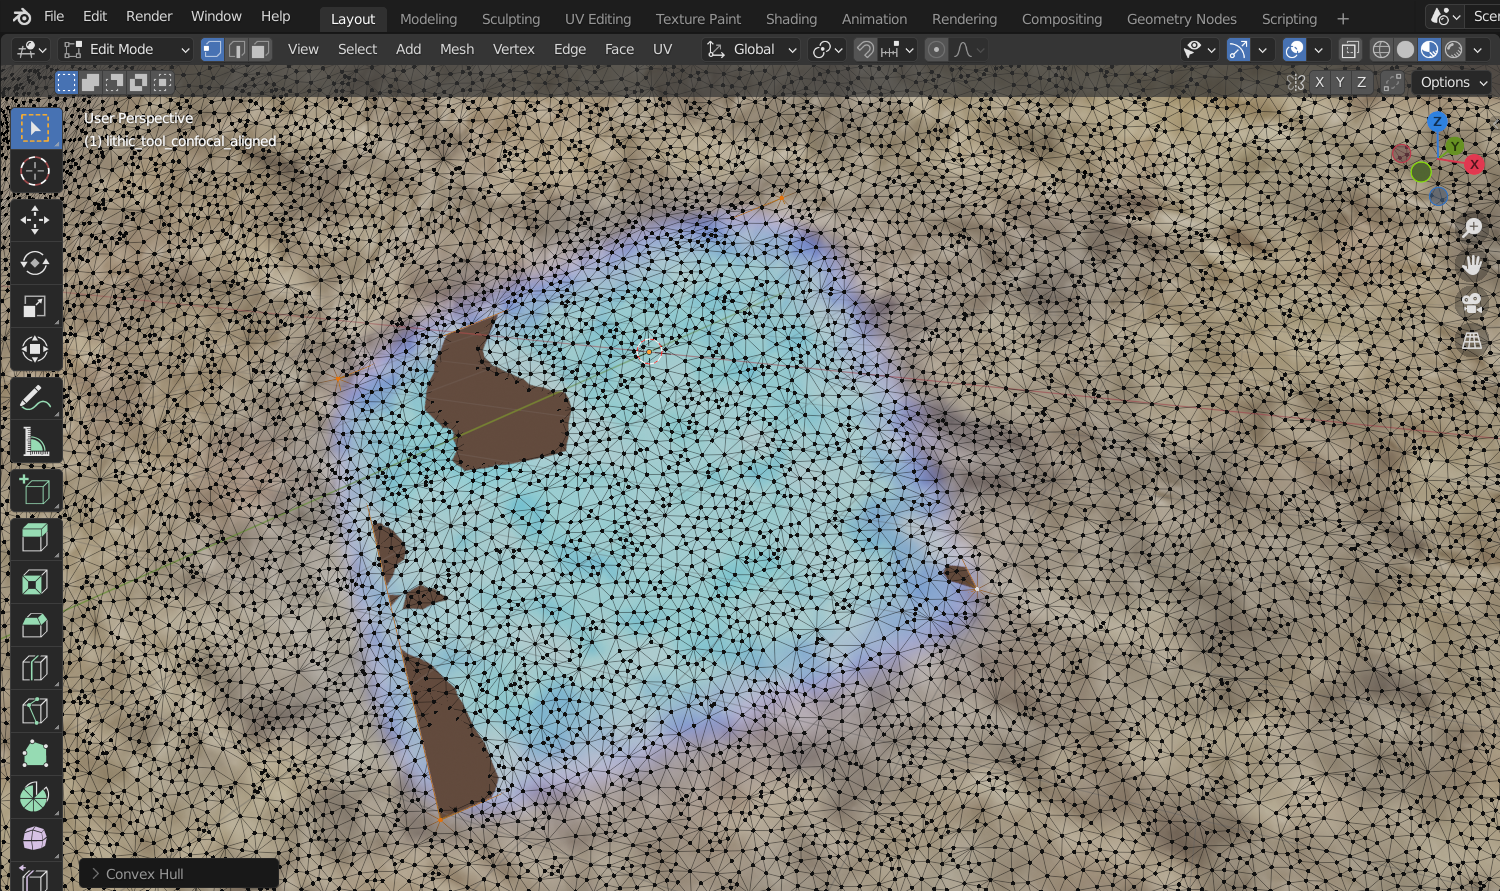 File Edit Render Window Help Layout Modeling Sculpting UV Editing Texture Paint Shading Animation Rendering Compositing Geometry Nodes Scripting +
Edit Mode View Select Add Mesh Vertex Edge Face UV Global
X Y Z Options
User Perspective
(1) lithic_tool_confocal_aligned
Z
Y
X
Convex Hull